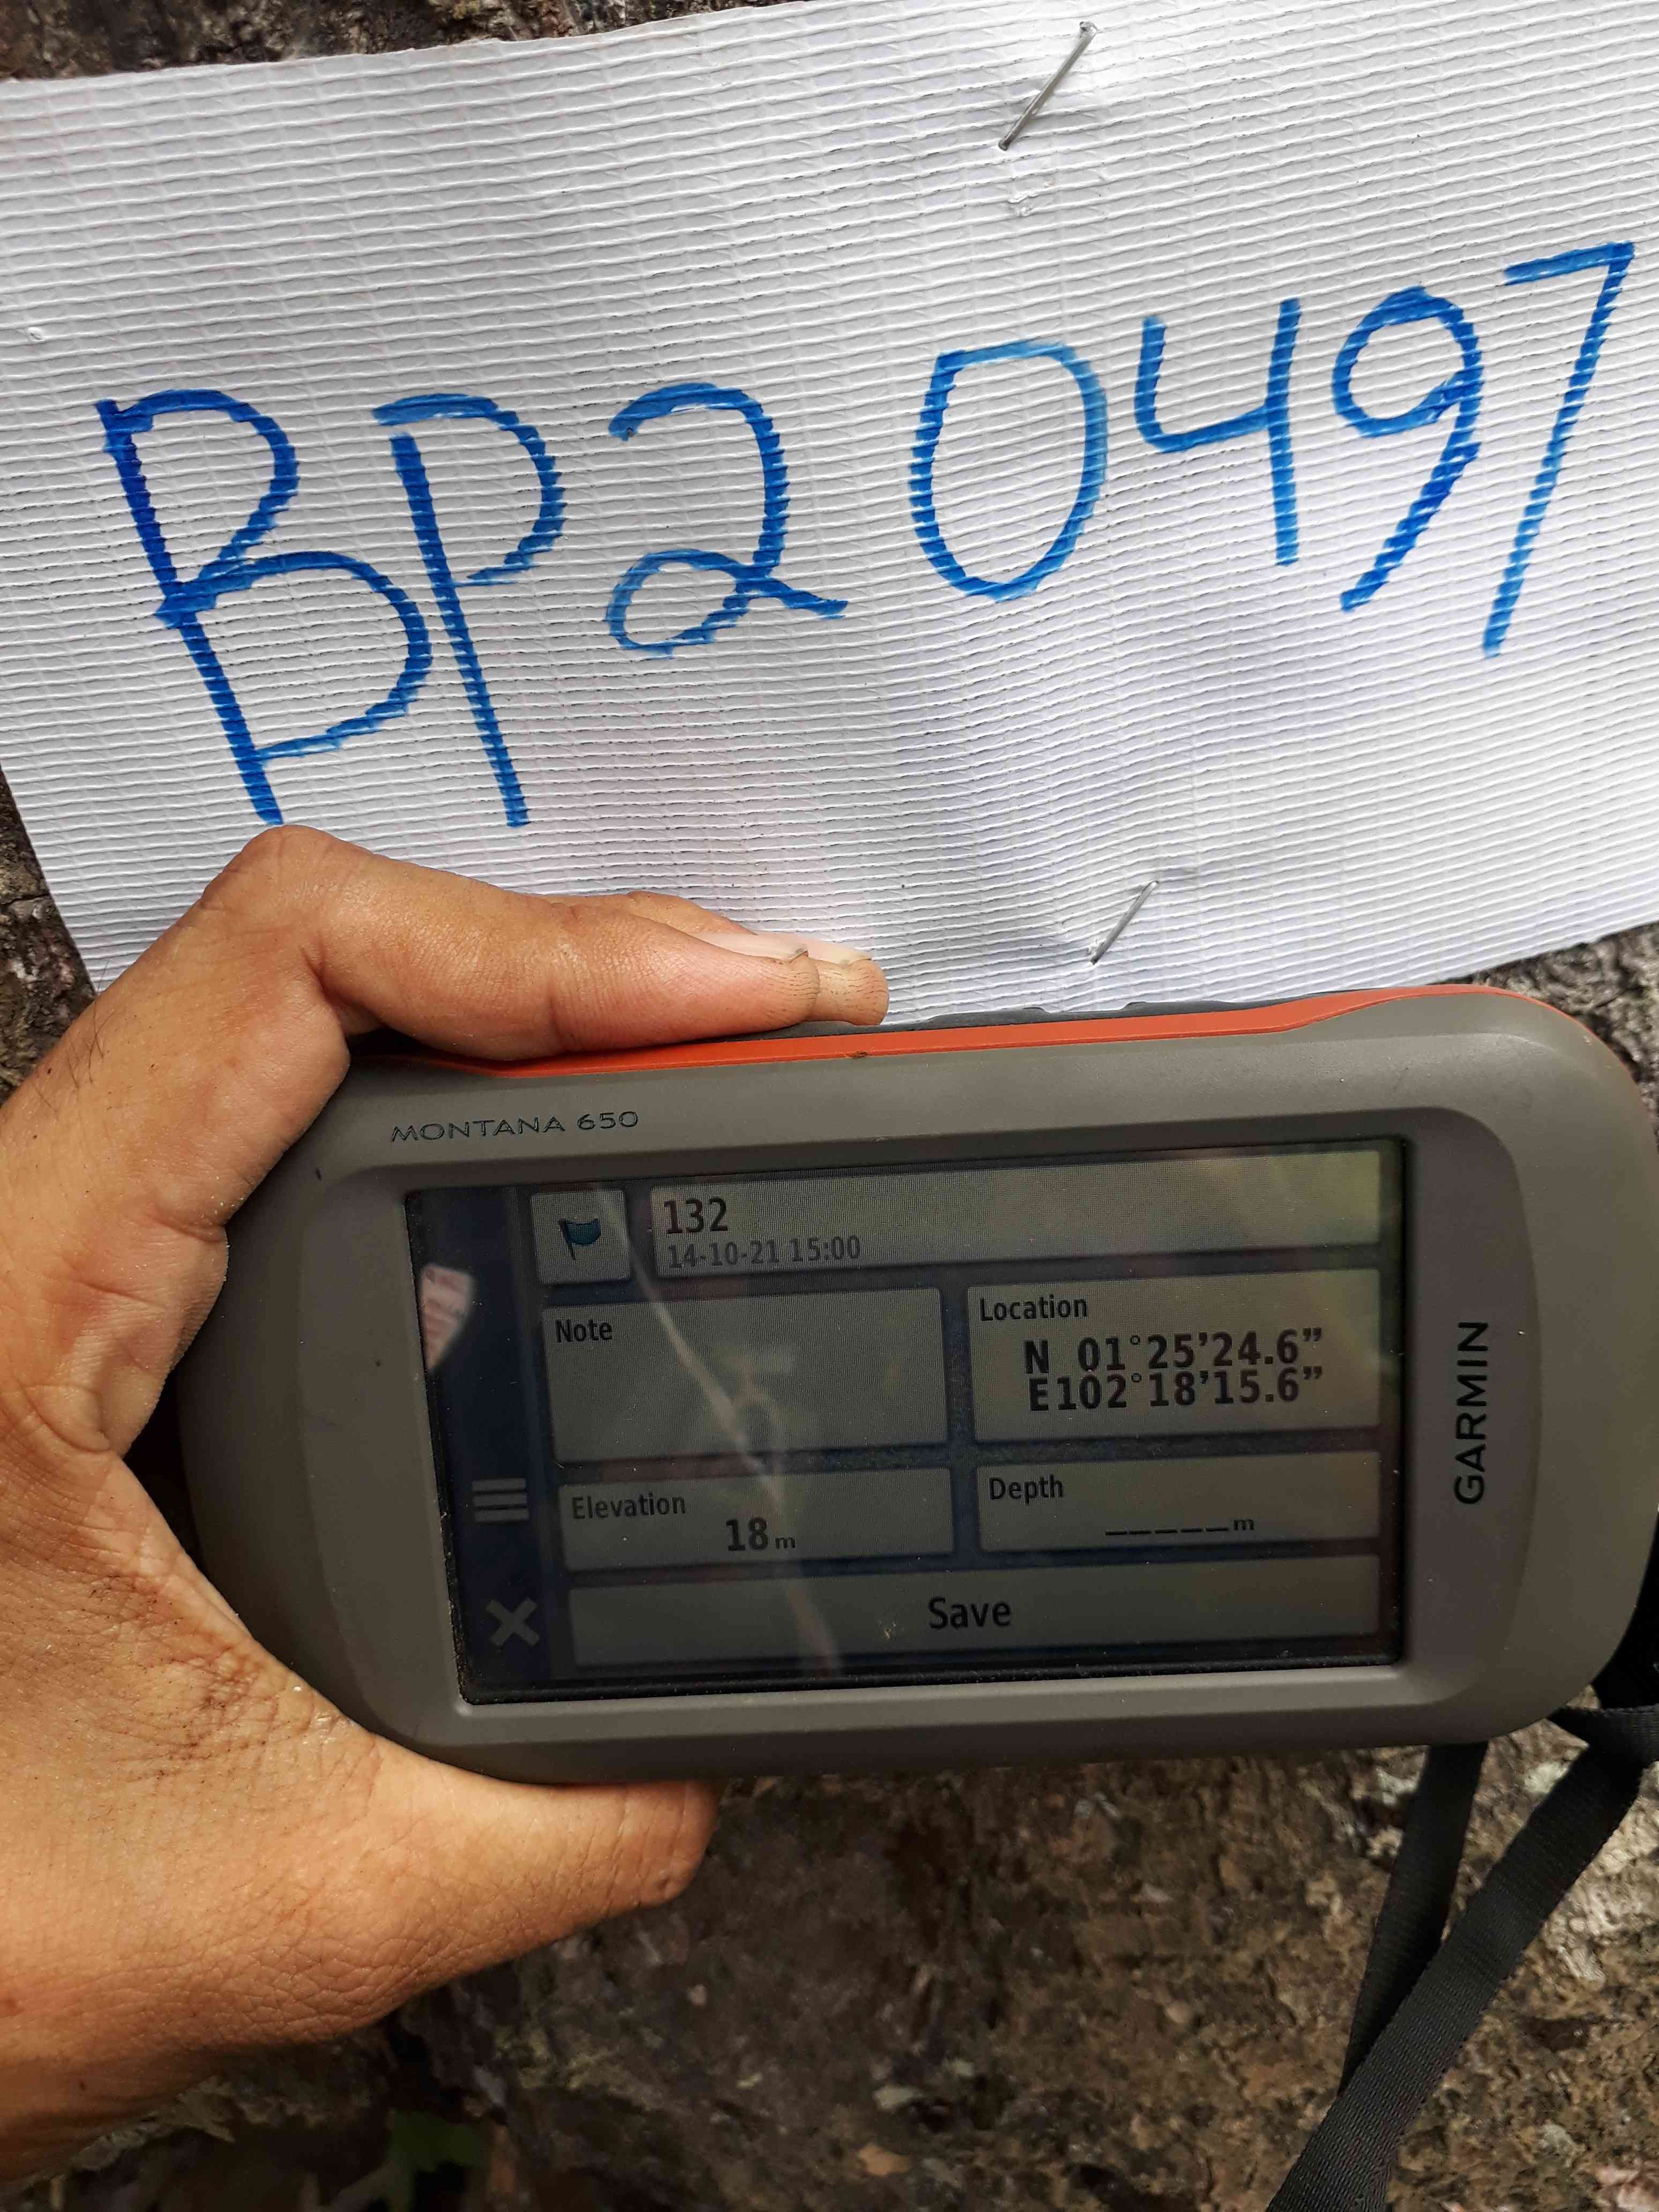 BP2 0497
MONTANA 650
132
14-10-21 15:00
Note
Location
N 01°25'24.6"
E102°18'15.6"
Elevation
18m
Depth
_____m
Save
GARMIN